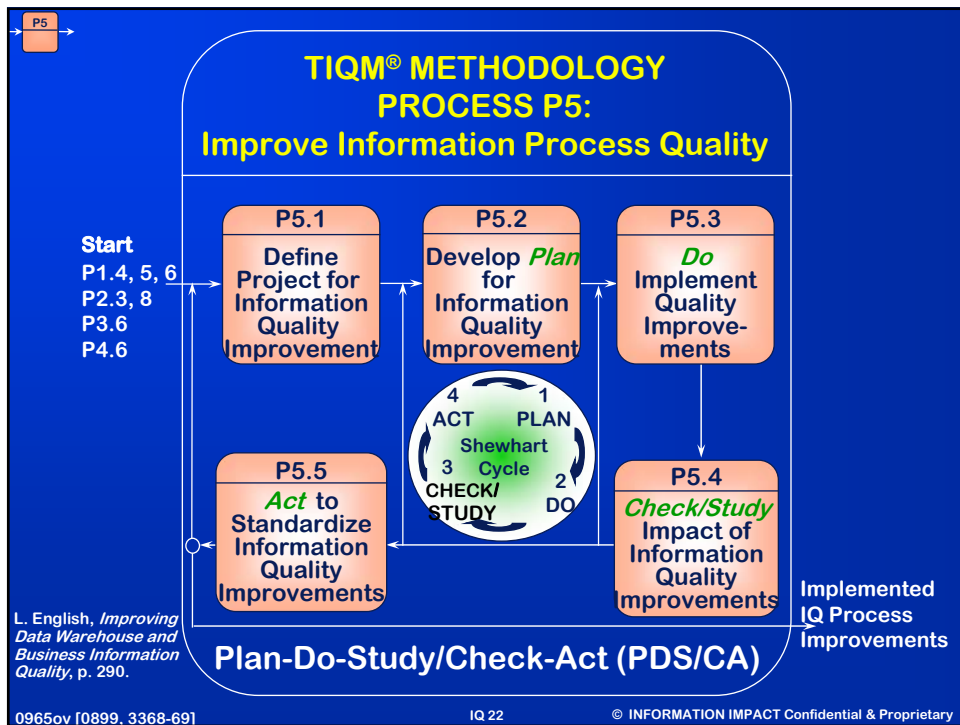 P5
TIQM® METHODOLOGY
PROCESS P5:
Improve Information Process Quality
Start
P1.4, 5, 6
P2.3, 8
P3.6
P4.6
P5.1
Define
Project for
Information
Quality
Improvement
P5.2
Develop Plan
for
Information
Quality
Improvement
P5.3
Do
Implement
Quality
Improve-
ments
4
ACT
1
PLAN
Shewhart
Cycle
3
CHECK/
STUDY
2
DO
P5.5
Act to
Standardize
Information
Quality
Improvements
P5.4
Check/Study
Impact of
Information
Quality
Improvements
Implemented
IQ Process
Improvements
L. English, Improving
Data Warehouse and
Business Information
Quality, p. 290.
Plan-Do-Study/Check-Act (PDS/CA)
0965ov [0899, 3368-69]
IQ 22
© INFORMATION IMPACT Confidential & Proprietary